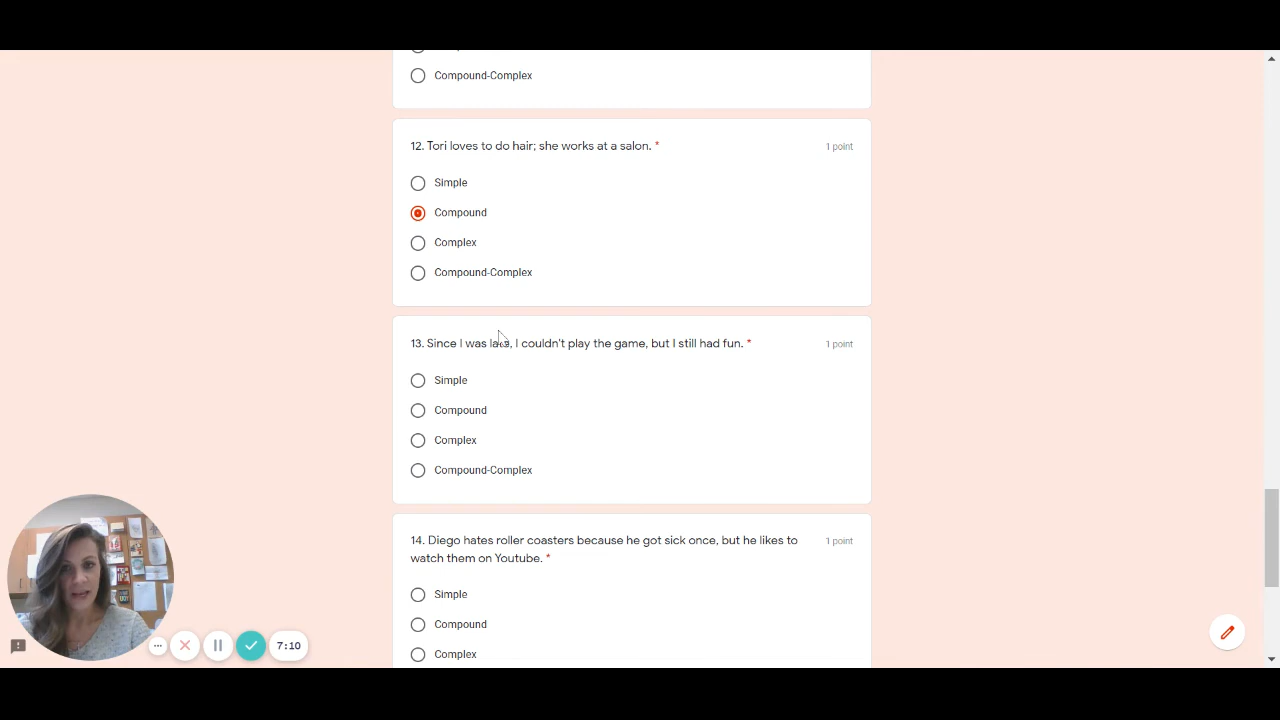 Compound-Complex
12. Tori loves to do hair; she works at a salon. *
1 point
Simple
Compound
Complex
Compound-Complex
13. Since I was late, I couldn't play the game, but I still had fun. *
1 point
Simple
Compound
Complex
Compound-Complex
14. Diego hates roller coasters because he got sick once, but he likes to
1 point
watch them on Youtube. *
Simple
Compound
Complex
7:10